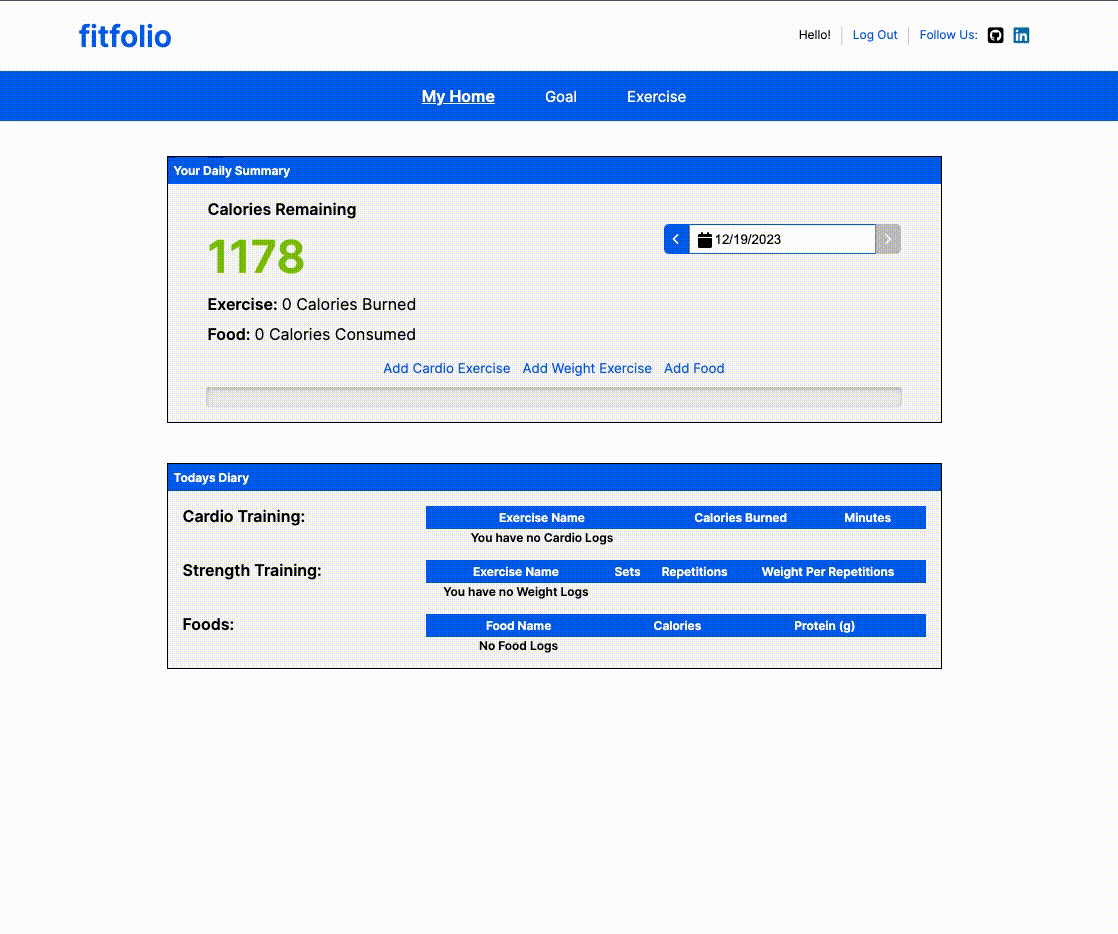 fitfolio
Hello! Log Out Follow Us:
My Home Goal Exercise
Your Daily Summary
Calories Remaining
1178
12/19/2023
Exercise: 0 Calories Burned
Food: 0 Calories Consumed
Add Cardio Exercise Add Weight Exercise Add Food
Todays Diary
Cardio Training:
Exercise Name Calories Burned Minutes
You have no Cardio Logs
Strength Training:
Exercise Name Sets Repetitions Weight Per Repetitions
You have no Weight Logs
Foods:
Food Name Calories Protein (g)
No Food Logs